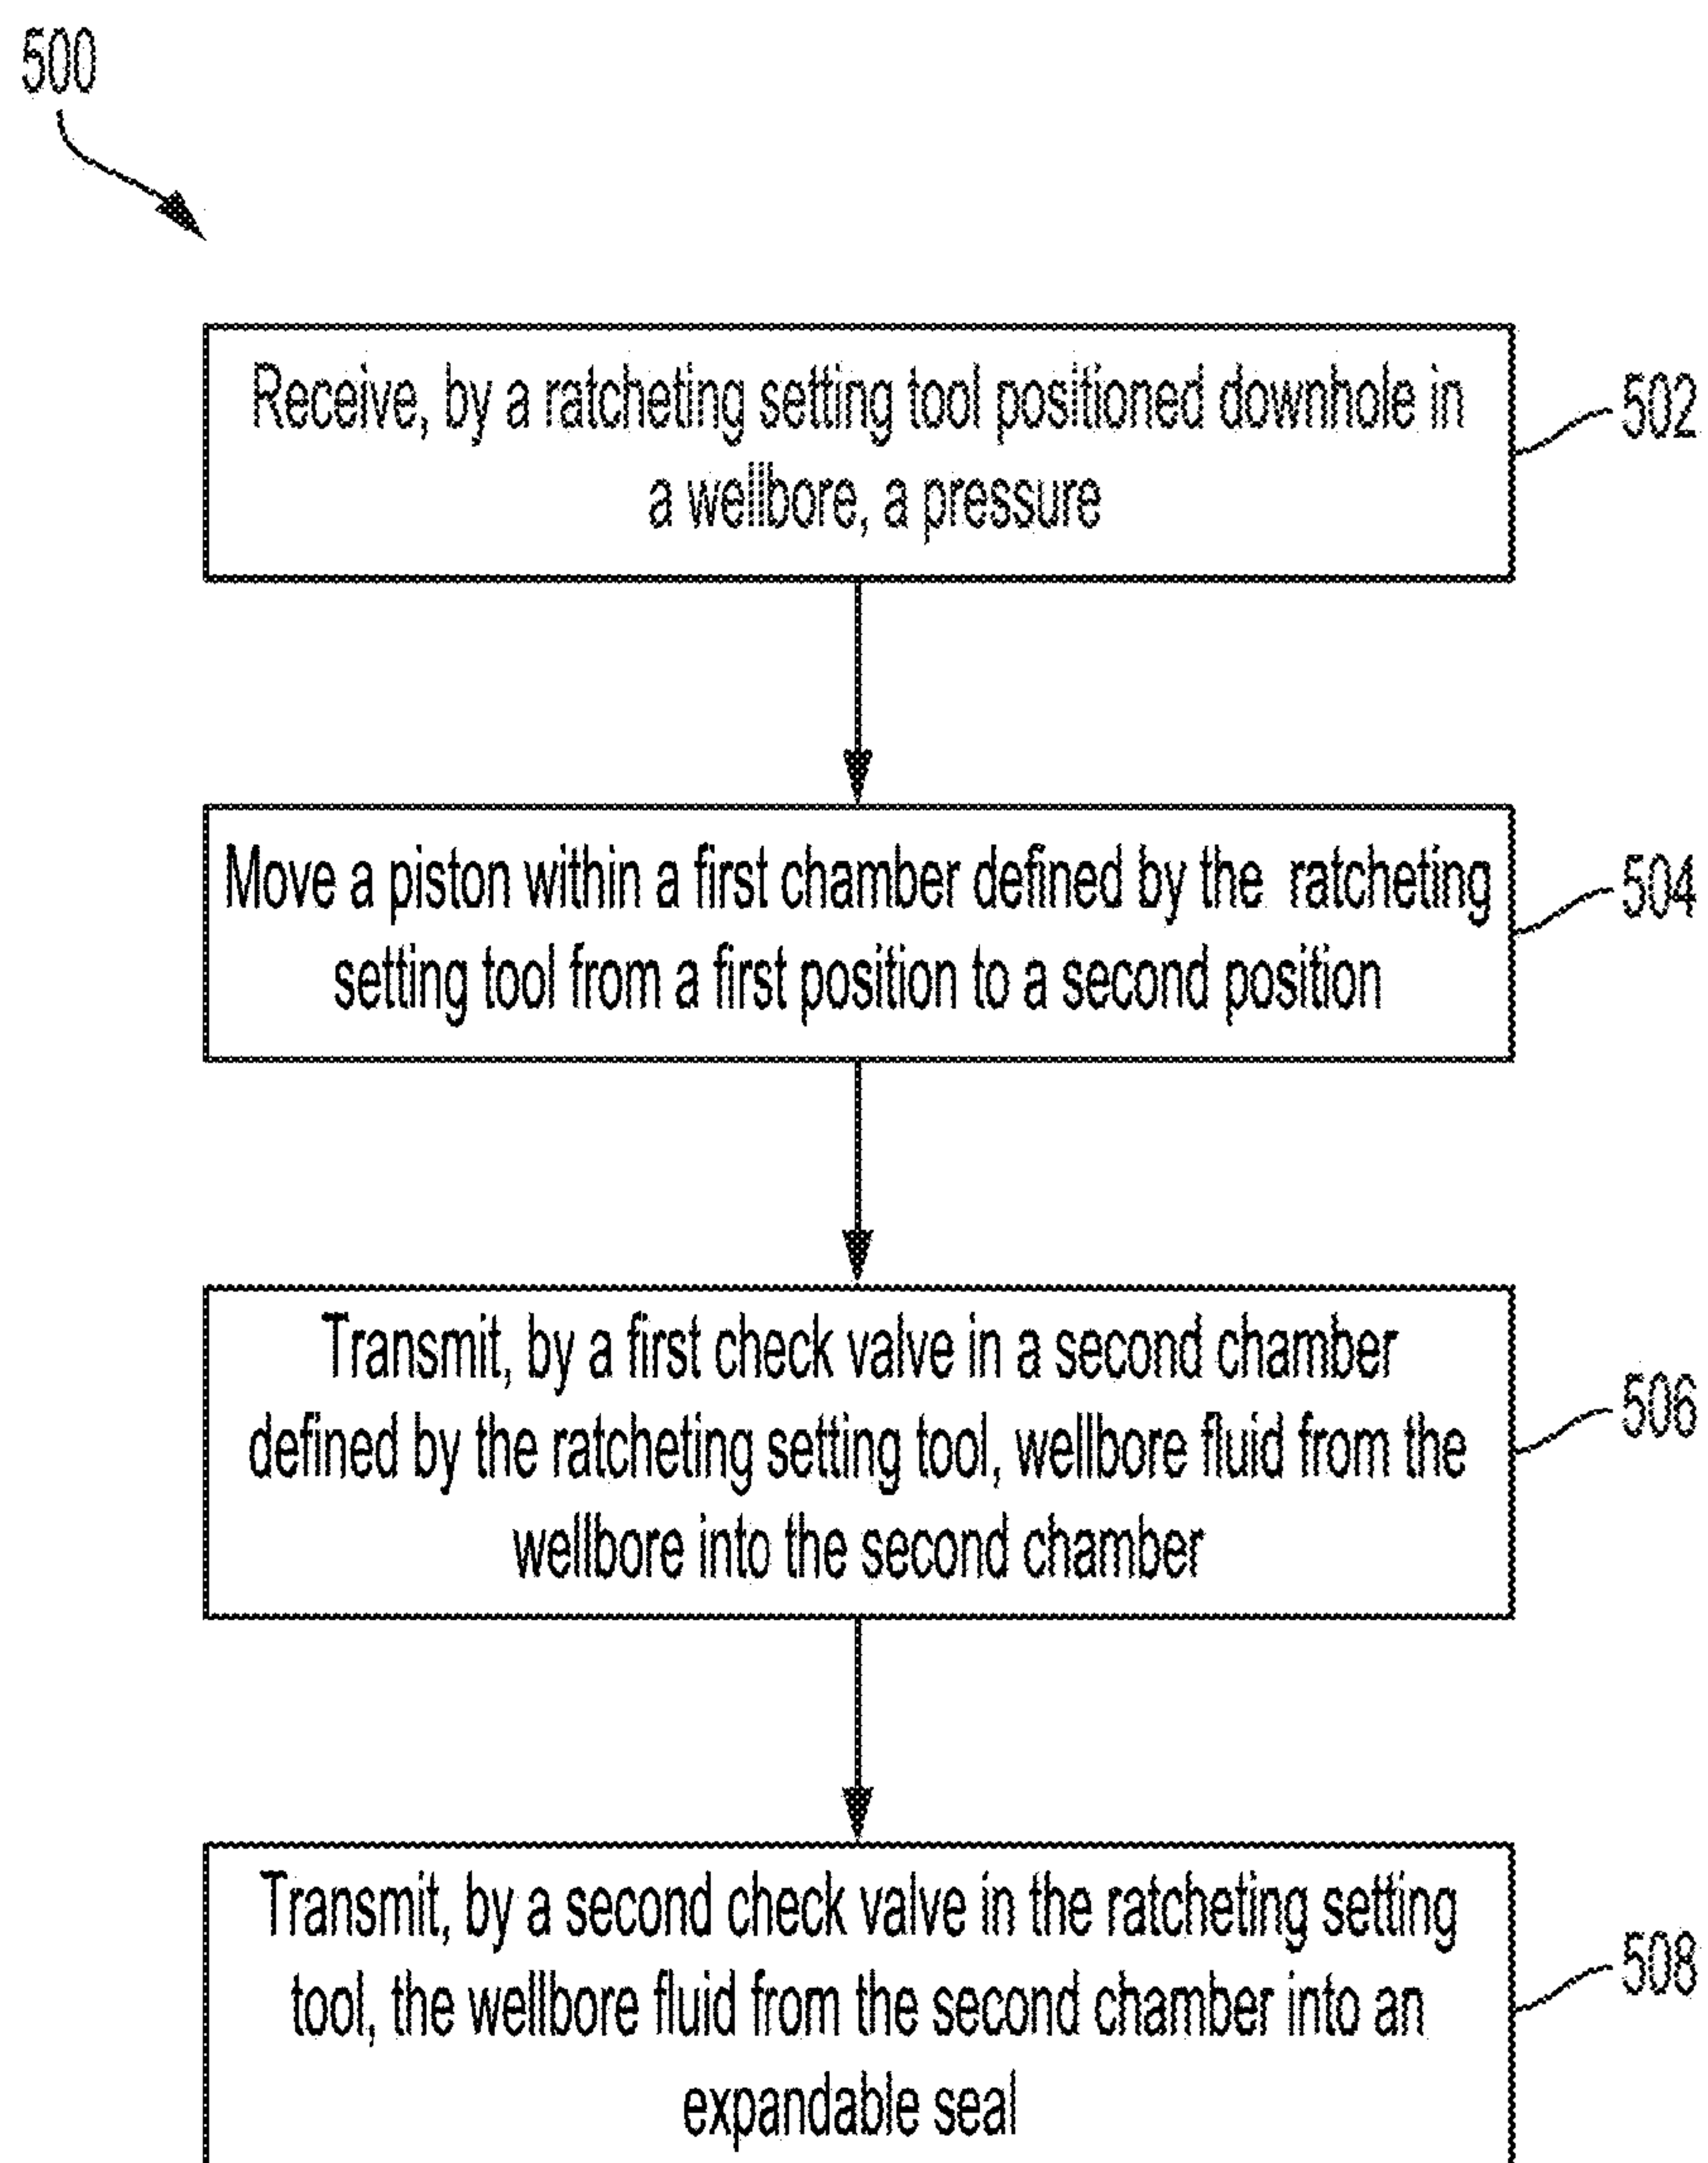 500
Receive, by a ratcheting setting tool positioned downhole in
a wellbore, a pressure
502
Move a piston within a first chamber defined by the ratcheting
setting tool from a first position to a second position
504
Transmit, by a first check valve in a second chamber
defined by the ratcheting setting tool, wellbore fluid from the
wellbore into the second chamber
506
Transmit, by a second check valve in the ratcheting setting
tool, the wellbore fluid from the second chamber into an
expandable seal
508